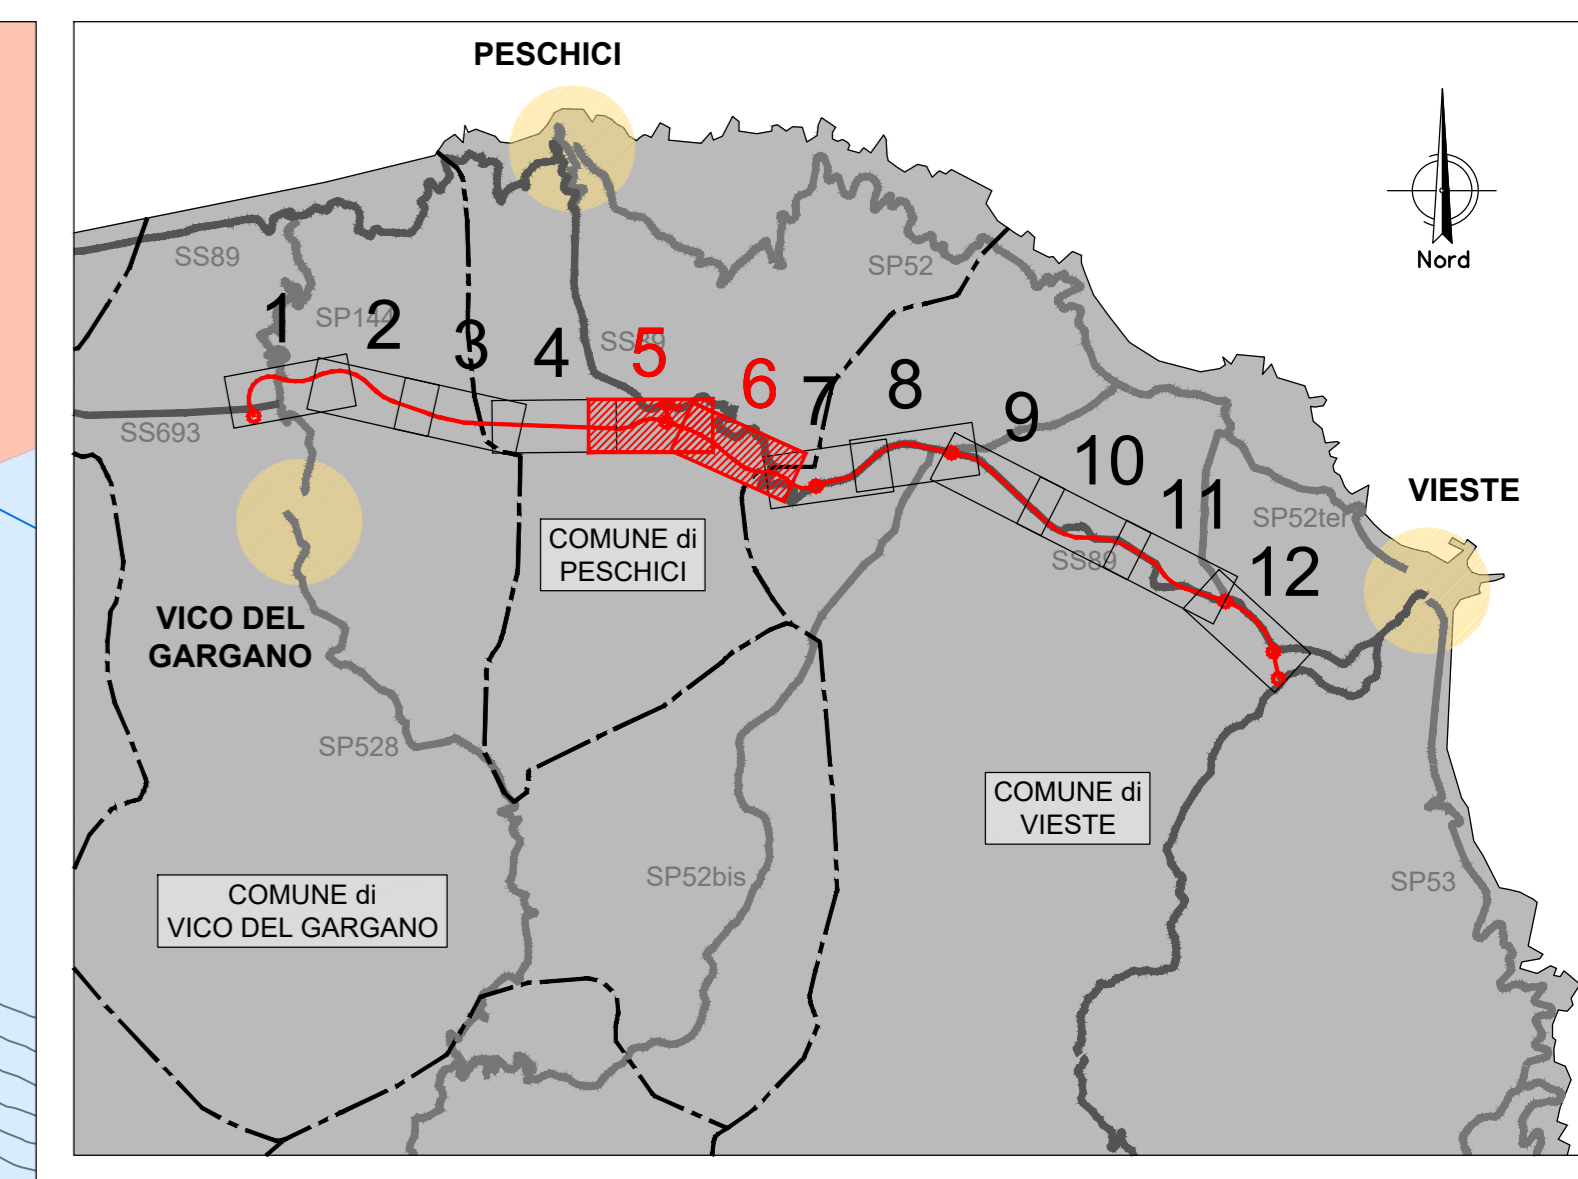 PESCHICI
Nord
SS89
SP52
1
SP144
2
3
4
SS89
5
6
7
8
9
10
11
12
SS693
SP52ter
VIESTE
COMUNE di
PESCHICI
SS89
VICO DEL
GARGANO
SP528
COMUNE di
VIESTE
SP52bis
SP53
COMUNE di
VICO DEL GARGANO